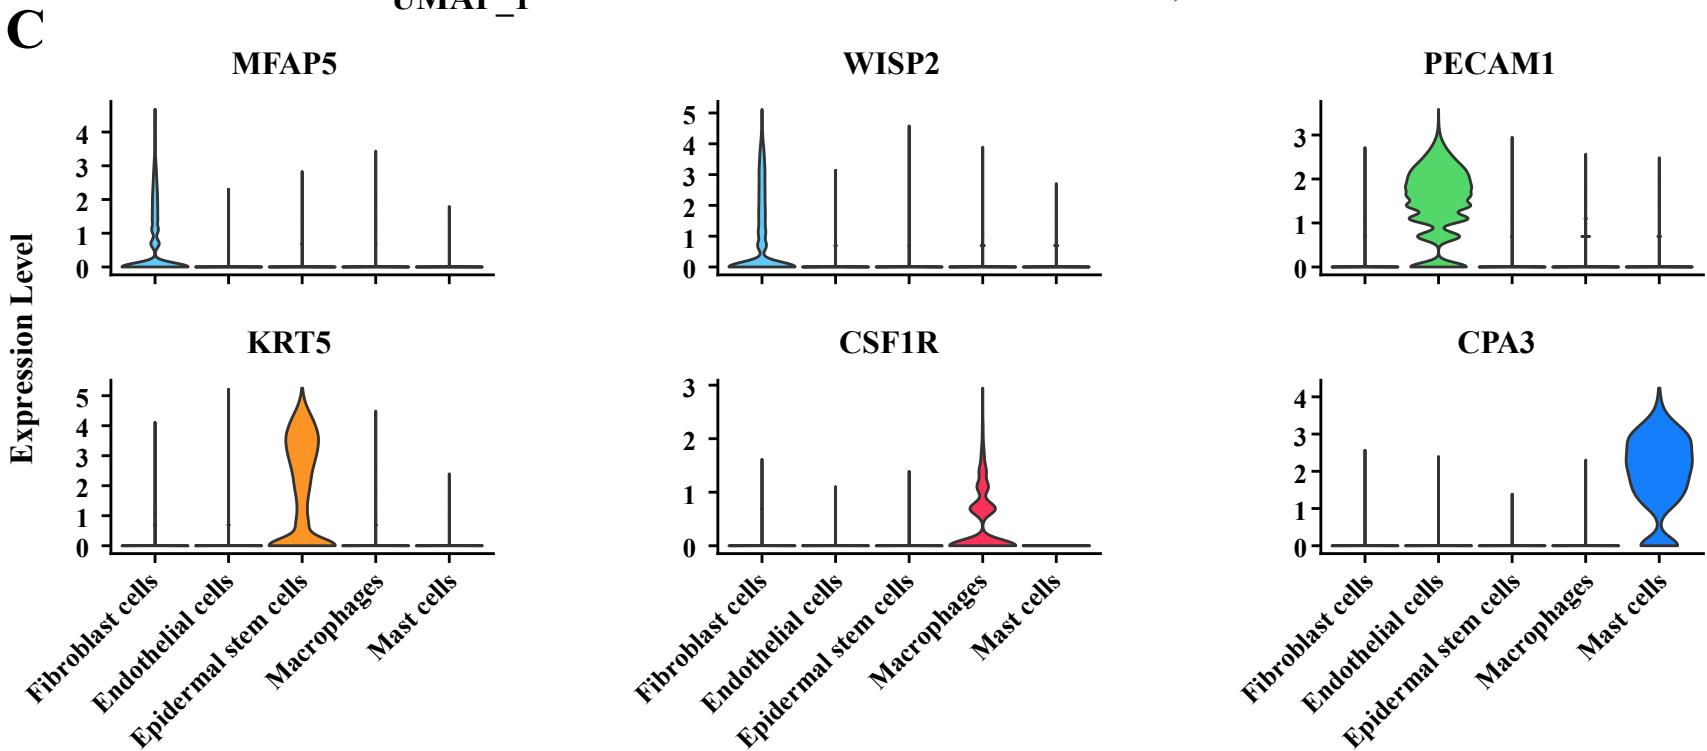 UMAP_1
C
MFAP5
WISP2
PECAM1
4
3
2
1
0
5
4
3
2
1
0
3
2
1
0
Expression Level
KRT5
CSF1R
CPA3
5
4
3
2
1
0
3
2
1
0
4
3
2
1
0
Fibroblast cells
Endothelial cells
Epidermal stem cells
Macrophages
Mast cells
Fibroblast cells
Endothelial cells
Epidermal stem cells
Macrophages
Mast cells
Fibroblast cells
Endothelial cells
Epidermal stem cells
Macrophages
Mast cells